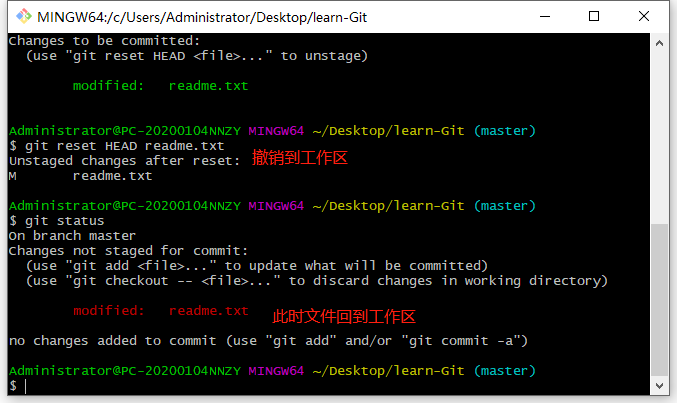 MINGW64:/c/Users/Administrator/Desktop/learn-Git
Changes to be committed:
  (use "git reset HEAD <file>..." to unstage)
        modified:   readme.txt
Administrator@PC-20200104NNZY MINGW64 ~/Desktop/learn-Git (master)
$ git reset HEAD readme.txt
Unstaged changes after reset: 撤销到工作区
M       readme.txt
Administrator@PC-20200104NNZY MINGW64 ~/Desktop/learn-Git (master)
$ git status
On branch master
Changes not staged for commit:
  (use "git add <file>..." to update what will be committed)
  (use "git checkout -- <file>..." to discard changes in working directory)
        modified:   readme.txt 此时文件回到工作区
no changes added to commit (use "git add" and/or "git commit -a")
Administrator@PC-20200104NNZY MINGW64 ~/Desktop/learn-Git (master)
$